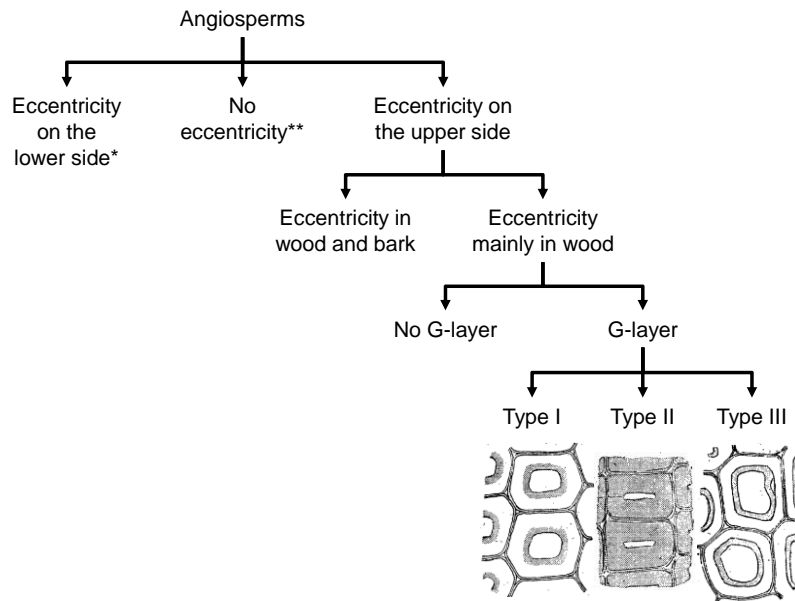 Angiosperms
Eccentricity
on the
lower side*
No
eccentricity**
Eccentricity on
the upper side
Eccentricity in
wood and bark
Eccentricity
mainly in wood
No G-layer
G-layer
Type I
Type II
Type III